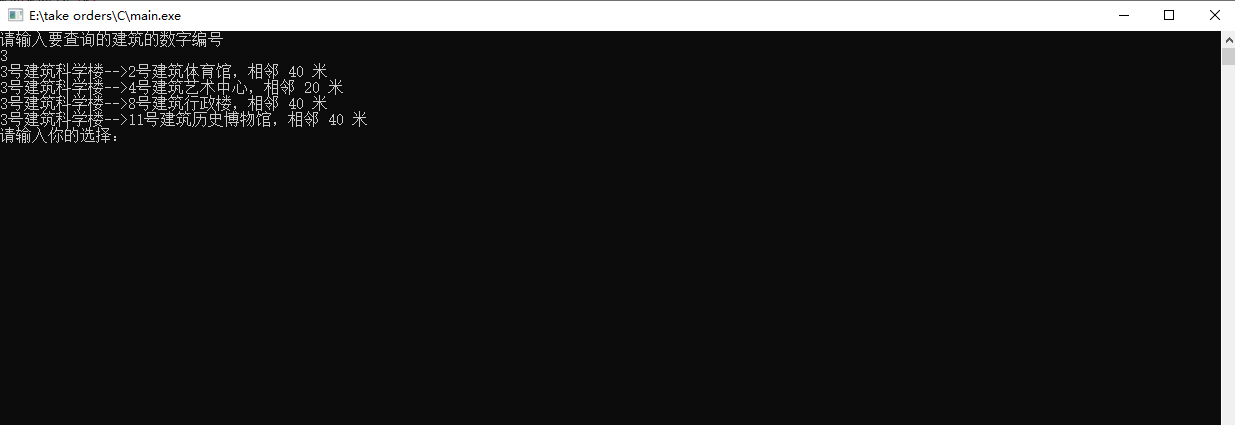 E:\take orders\C\main.exe
请输入要查询的建筑的数字编号
3
3号建筑科学楼-->2号建筑体育馆，相邻 40 米
3号建筑科学楼-->4号建筑艺术中心，相邻 20 米
3号建筑科学楼-->8号建筑行政楼，相邻 40 米
3号建筑科学楼-->11号建筑历史博物馆，相邻 40 米
请输入你的选择：